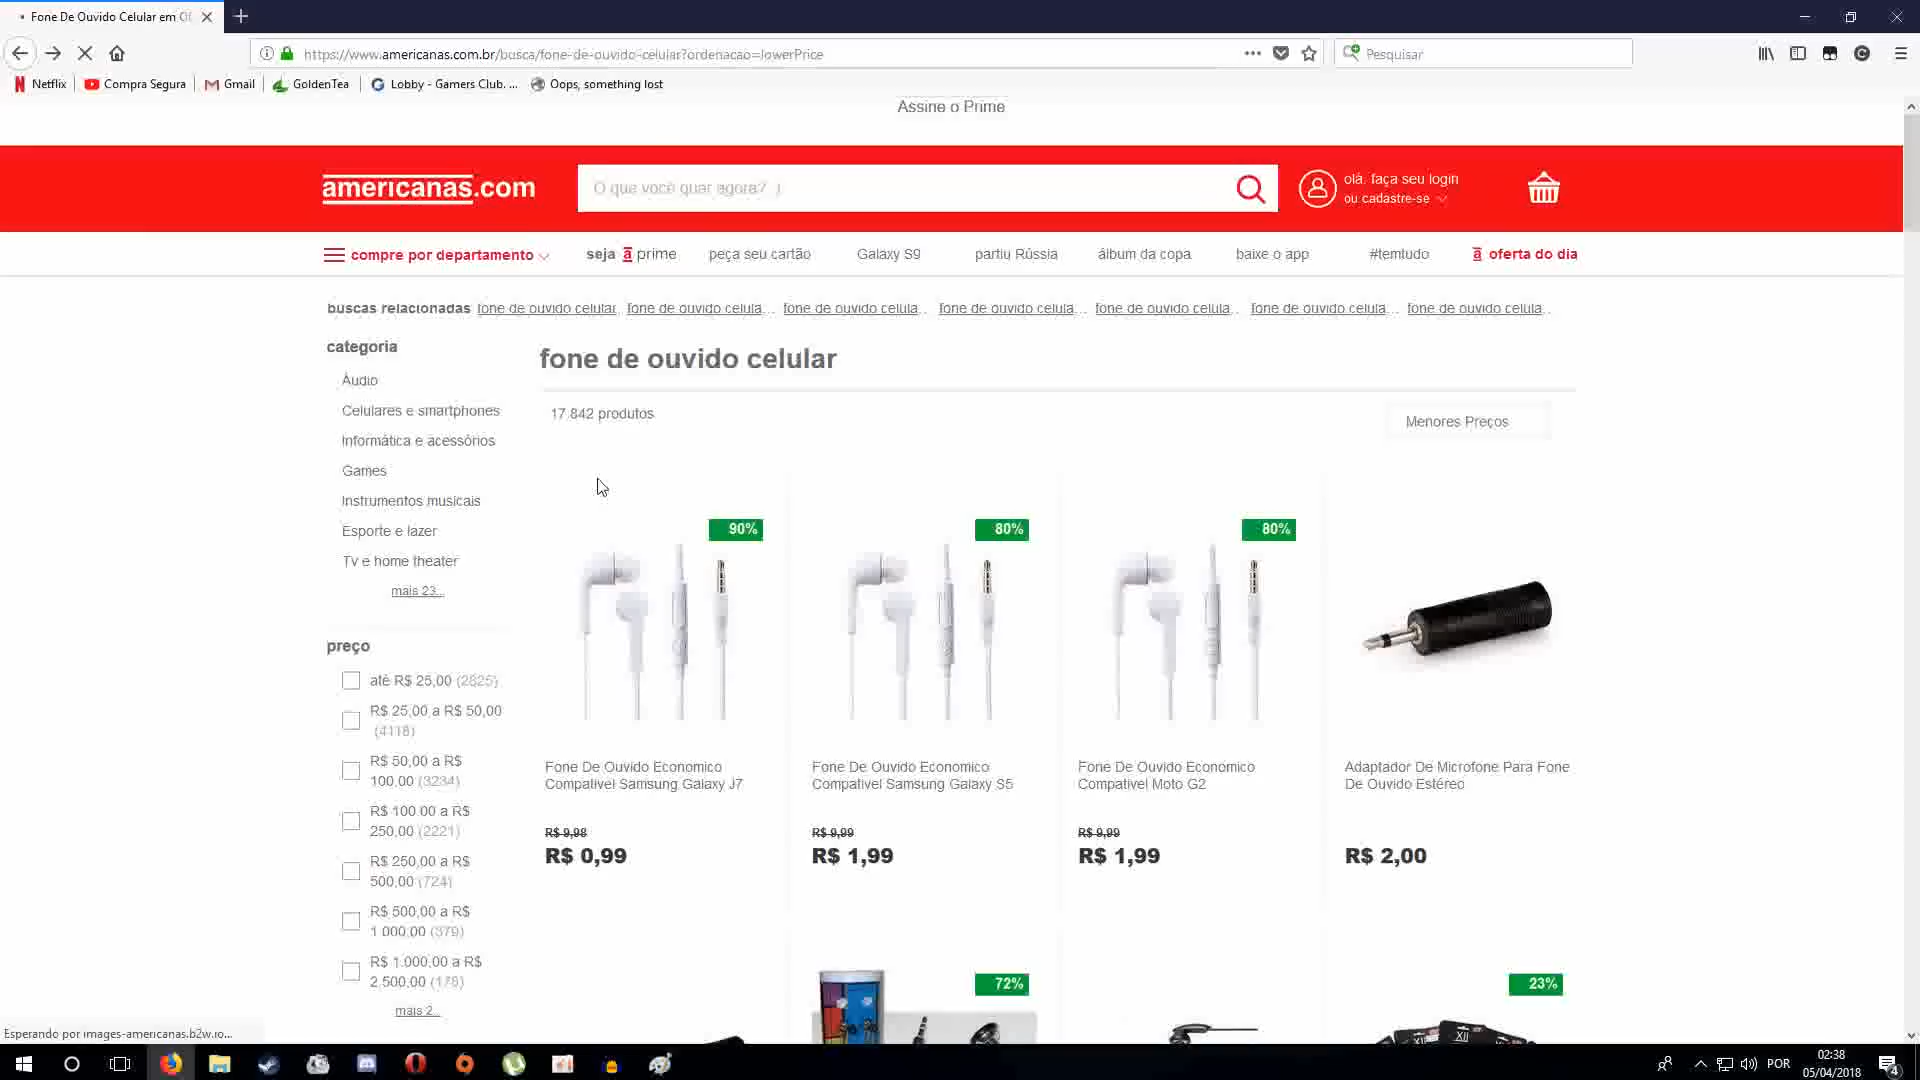 Fone De Ouvido Celular em Of
https://www.americanas.com.br/busca/fone-de-ouvido-celular?ordenacao=lowerPrice
Pesquisar
Netflix
Compra Segura
Gmail
GoldenTea
Lobby - Gamers Club. ...
Oops, something lost
Assine o Prime
americanas.com
O que você quer agora? :)
olá, faça seu login
ou cadastre-se
compre por departamento
seja a prime
peça seu cartão
Galaxy S9
partiu Rússia
álbum da copa
baixe o app
#temtudo
a oferta do dia
buscas relacionadas fone de ouvido celular, fone de ouvido celula... fone de ouvido celula... fone de ouvido celula... fone de ouvido celula... fone de ouvido celula... fone de ouvido celula...
categoria
Áudio
Celulares e smartphones
Informática e acessórios
Games
Instrumentos musicais
Esporte e lazer
Tv e home theater
mais 23...
preço
até R$ 25,00 (2825)
R$ 25,00 a R$ 50,00
(4118)
R$ 50,00 a R$
100,00 (3234)
R$ 100,00 a R$
250,00 (2221)
R$ 250,00 a R$
500,00 (724)
R$ 500,00 a R$
1.000,00 (379)
R$ 1.000,00 a R$
2.500,00 (178)
mais 2...
fone de ouvido celular
17.842 produtos
Menores Preços
90%
Fone De Ouvido Economico
Compativel Samsung Galaxy J7
R$ 9,98
R$ 0,99
80%
Fone De Ouvido Economico
Compativel Samsung Galaxy S5
R$ 9,99
R$ 1,99
80%
Fone De Ouvido Economico
Compativel Moto G2
R$ 9,99
R$ 1,99
Adaptador De Microfone Para Fone
De Ouvido Estéreo
R$ 2,00
72%
23%
XII
Esperando por images-americanas.b2w.io...
POR
02:38
05/04/2018
4